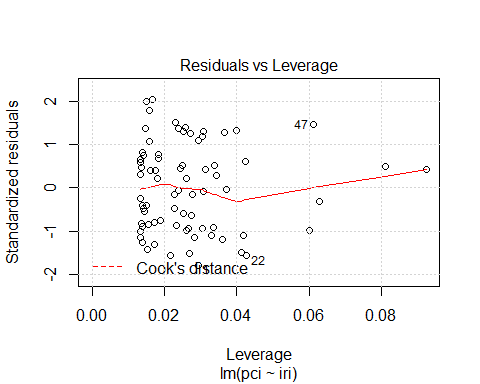 Residuals vs Leverage
Standardized residuals
2
1
0
-1
-2
47
22
Cook's distance
0.00
0.02
0.04
0.06
0.08
Leverage
lm(pci ~ iri)